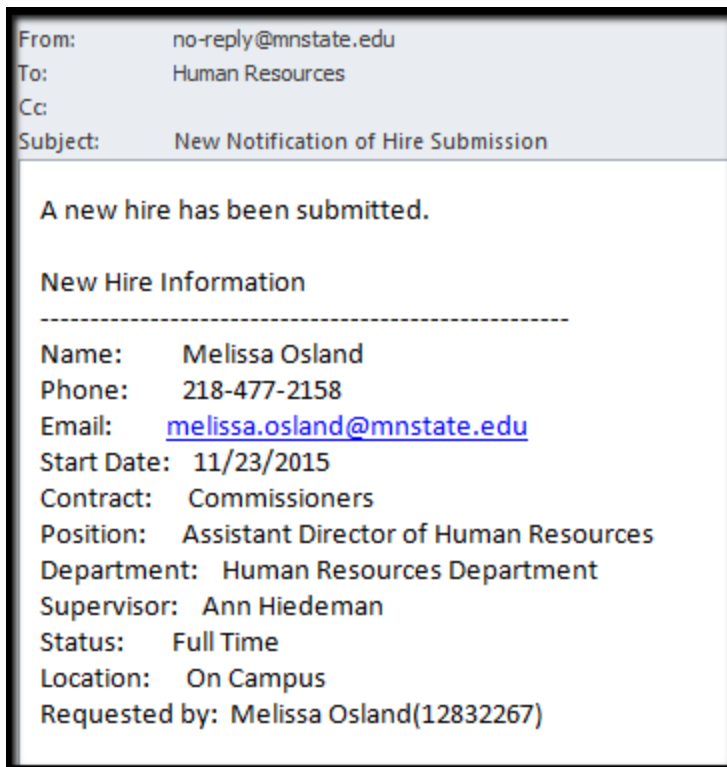 From: no-reply@mnstate.edu
To: Human Resources
Cc:
Subject: New Notification of Hire Submission
A new hire has been submitted.
New Hire Information
-----------------------------------------------------
Name: Melissa Osland
Phone: 218-477-2158
Email: melissa.osland@mnstate.edu
Start Date: 11/23/2015
Contract: Commissioners
Position: Assistant Director of Human Resources
Department: Human Resources Department
Supervisor: Ann Hiedeman
Status: Full Time
Location: On Campus
Requested by: Melissa Osland(12832267)